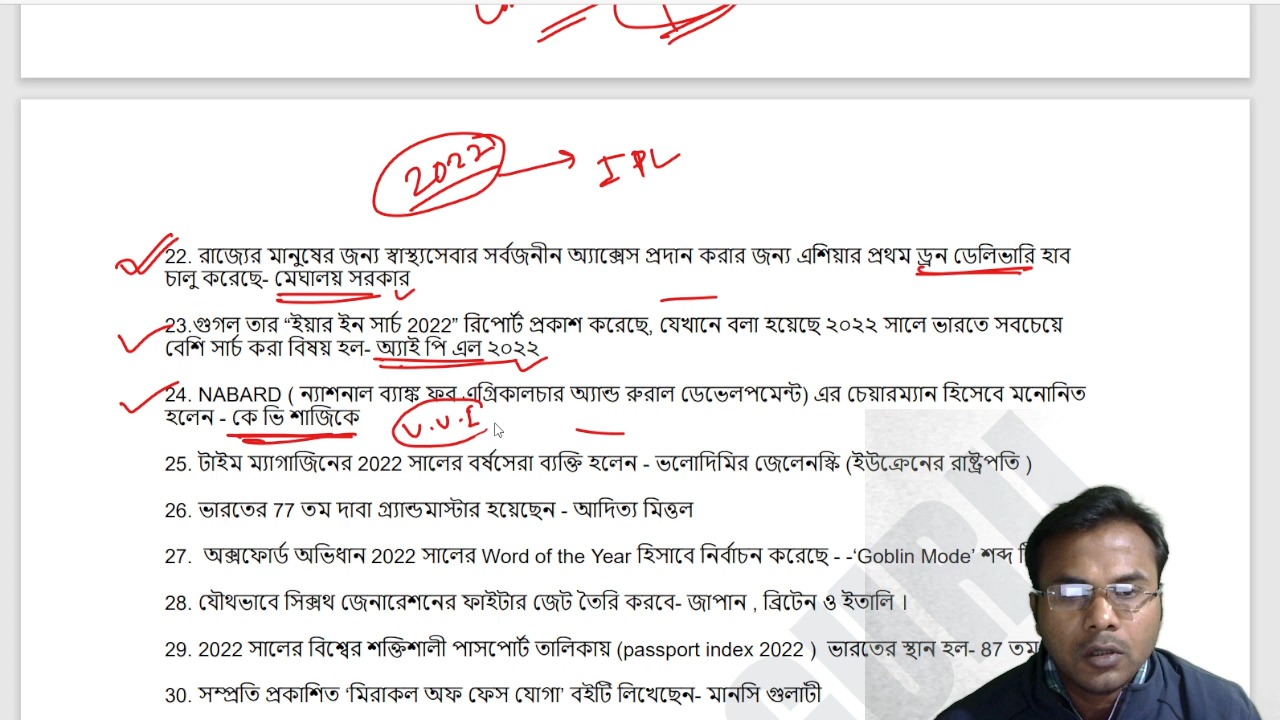 2022 → IPL
22. রাজ্যের মানুষের জন্য স্বাস্থ্যসেবার সর্বজনীন অ্যাক্সেস প্রদান করার জন্য এশিয়ার প্রথম ড্রন ডেলিভারি হাব
চালু করেছে- মেঘালয় সরকার
23.গুগল তার “ইয়ার ইন সার্চ 2022” রিপোর্ট প্রকাশ করেছে, যেখানে বলা হয়েছে ২০২২ সালে ভারতে সবচেয়ে
বেশি সার্চ করা বিষয় হল- অ্যাই পি এল ২০২২
24. NABARD ( ন্যাশনাল ব্যাঙ্ক ফর এগ্রিকালচার অ্যান্ড রুরাল ডেভেলপমেন্ট) এর চেয়ারম্যান হিসেবে মনোনিত
হলেন - কে ভি শাজিকে
V.V.I
25. টাইম ম্যাগাজিনের 2022 সালের বর্ষসেরা ব্যক্তি হলেন - ভলোদিমির জেলেনস্কি (ইউক্রেনের রাষ্ট্রপতি )
26. ভারতের 77 তম দাবা গ্র্যান্ডমাস্টার হয়েছেন - আদিত্য মিত্তল
27. অক্সফোর্ড অভিধান 2022 সালের Word of the Year হিসাবে নির্বাচন করেছে - -‘Goblin Mode’ শব্দ
28. যৌথভাবে সিক্সথ জেনারেশনের ফাইটার জেট তৈরি করবে- জাপান , ব্রিটেন ও ইতালি ।
29. 2022 সালের বিশ্বের শক্তিশালী পাসপোর্ট তালিকায় (passport index 2022 ) ভারতের স্থান হল- 87 তম
30. সম্প্রতি প্রকাশিত ‘মিরাকল অফ ফেস যোগা’ বইটি লিখেছেন- মানসি গুলাটী